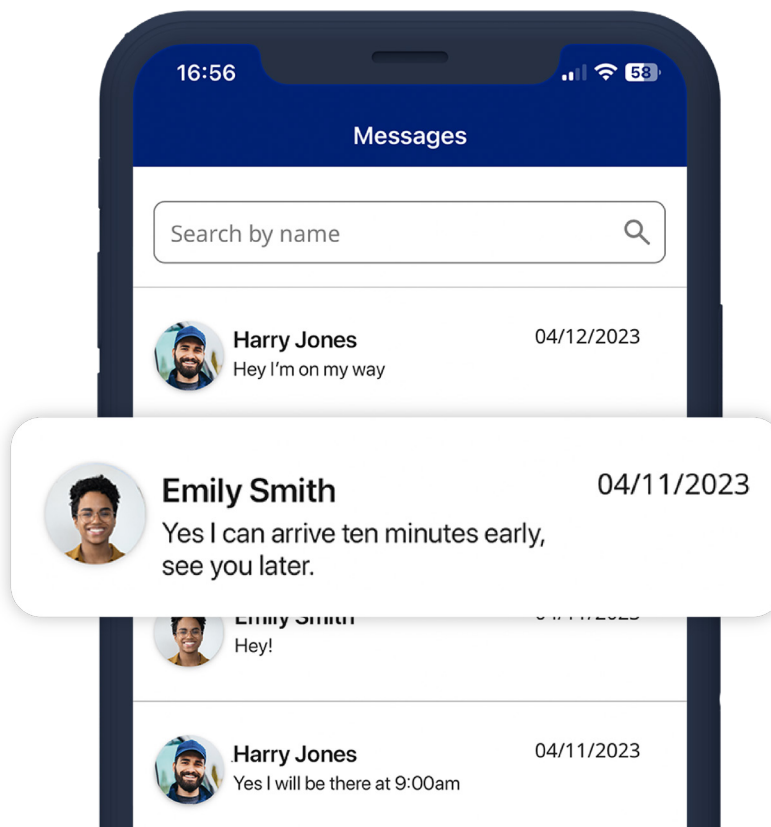 16:56
58
Messages
Search by name
Harry Jones
04/12/2023
Hey I'm on my way
Emily Smith
04/11/2023
Yes I can arrive ten minutes early,
see you later.
Emily Smith
Hey!
Harry Jones
04/11/2023
Yes I will be there at 9:00am